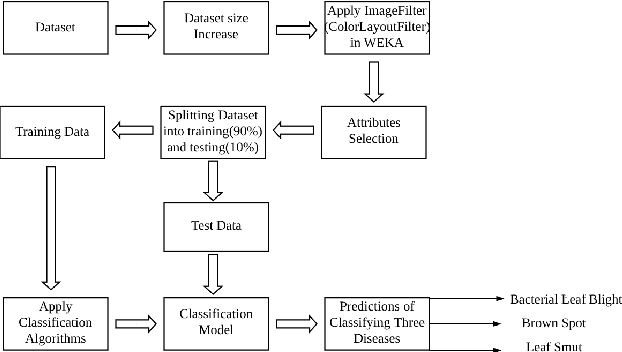 Dataset
Dataset size
Increase
Apply ImageFilter
(ColorLayoutFilter)
in WEKA
Training Data
Splitting Dataset
into training(90%)
and testing(10%)
Attributes
Selection
Test Data
Apply
Classification
Algorithms
Classification
Model
Predictions of
Classifying Three
Diseases
Bacterial Leaf Blight
Brown Spot
Leaf Smut